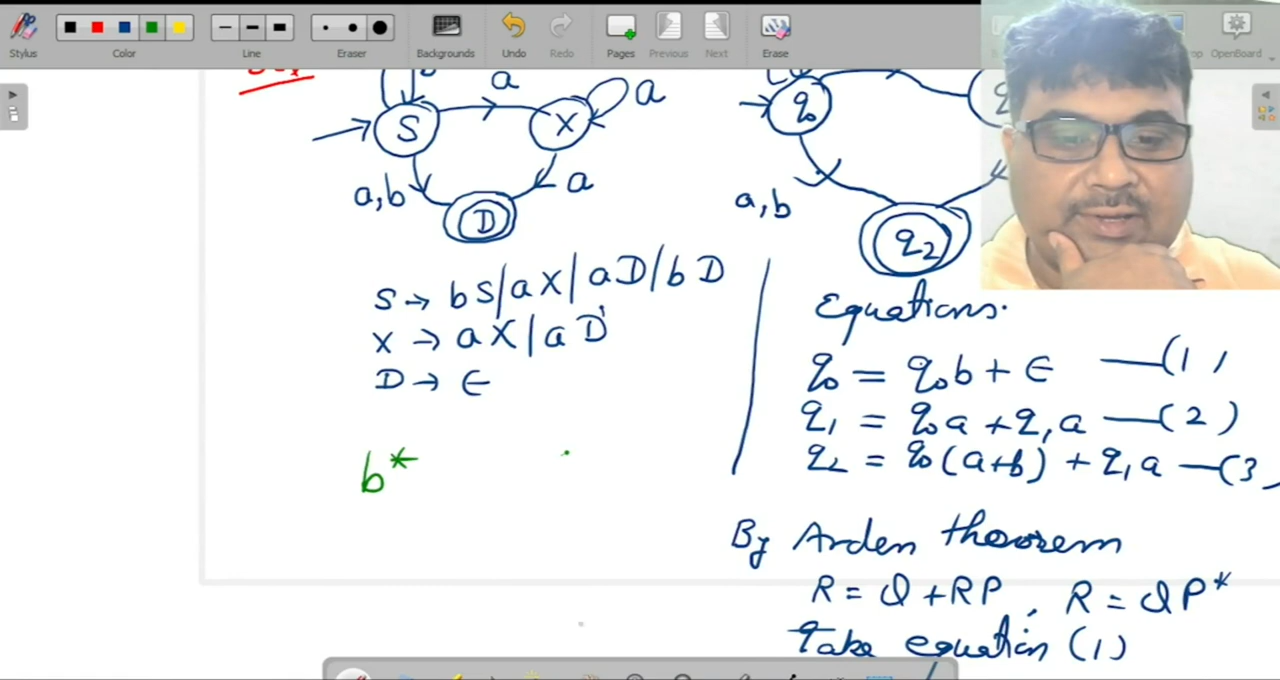 Stylus Color Line Eraser Backgrounds Undo Redo Pages Previous Next Erase OpenBoard
a
a
S
X
a,b
a
D
q0
a,b
q2
S → bS/aX/aD/bD
X → aX/aD
D → ∈
b*
Equations.
q0 = q0b + ∈ —(1)
q1 = q0a + q1a —(2)
q2 = q0(a+b) + q1a —(3)
By Arden theorem
R = Q + RP, R = QP*
Take equation (1)